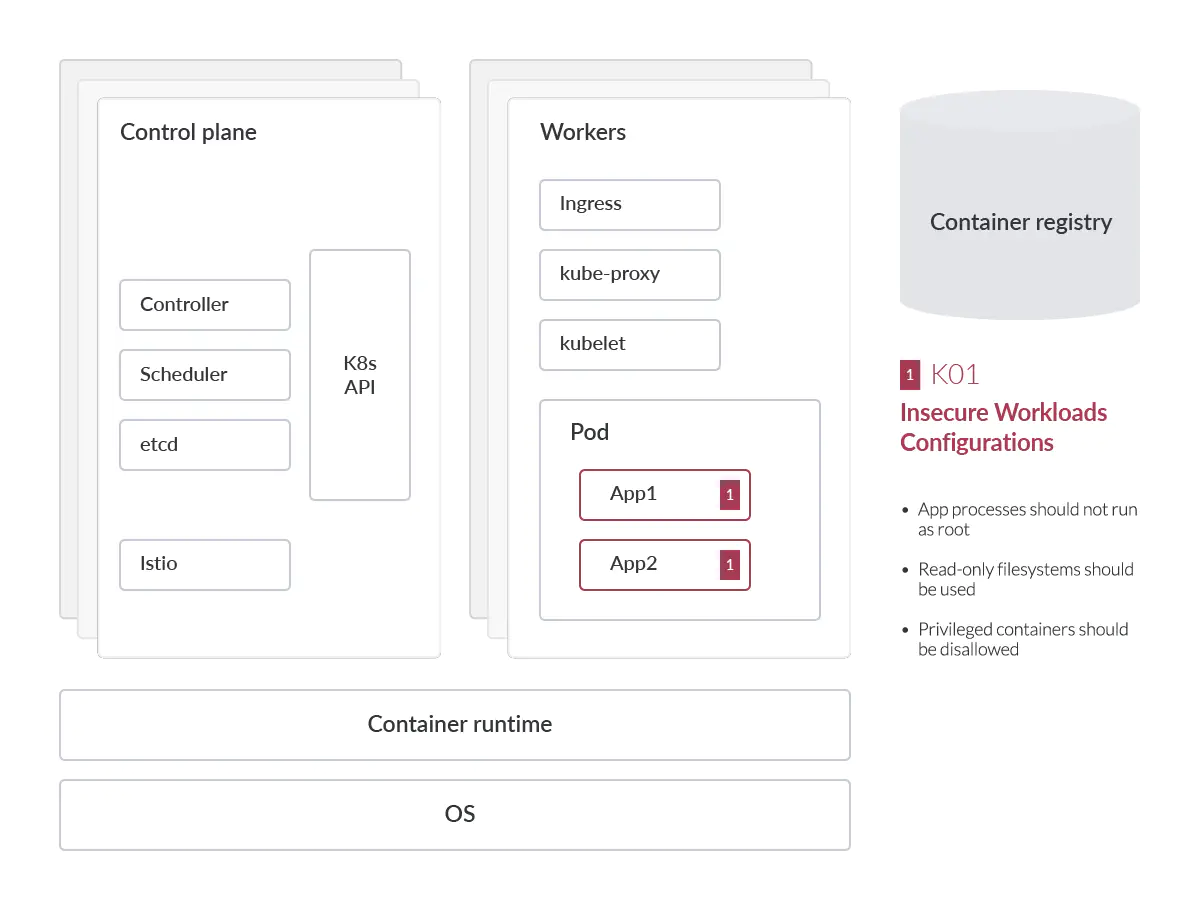 Control plane
Controller
Scheduler
etcd
K8s
API
Istio
Workers
Ingress
kube-proxy
kubelet
Pod
App1
1
App2
1
Container registry
1 K01
Insecure Workloads
Configurations
• App processes should not run
as root
• Read-only filesystems should
be used
• Privileged containers should
be disallowed
Container runtime
OS